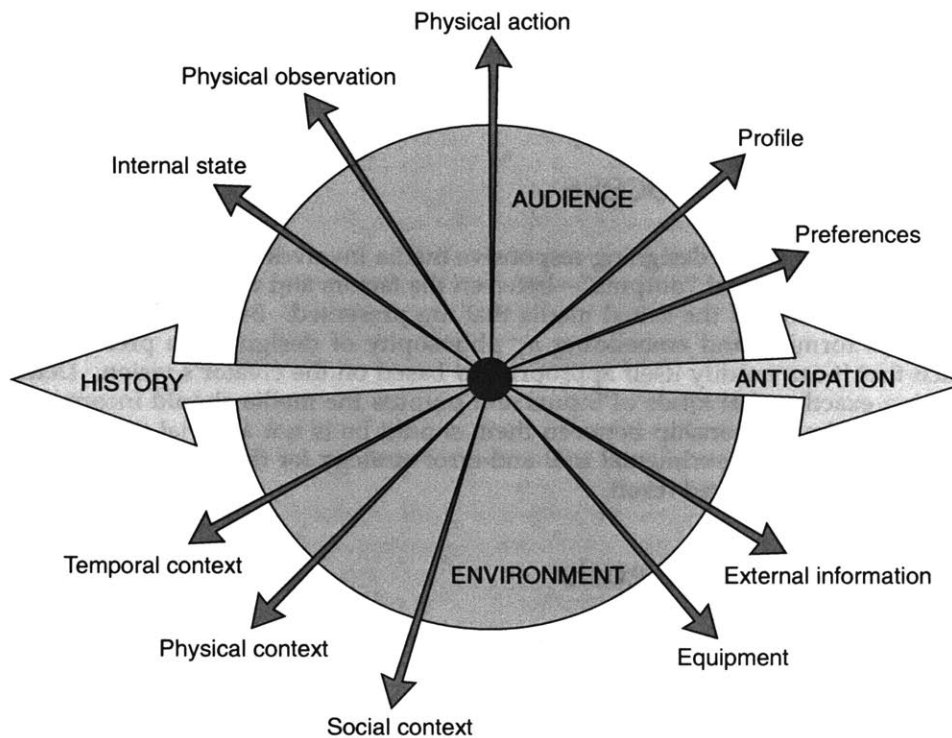 Physical action
Physical observation
Profile
Internal state
AUDIENCE
Preferences
HISTORY
ANTICIPATION
Temporal context
ENVIRONMENT
External information
Physical context
Equipment
Social context